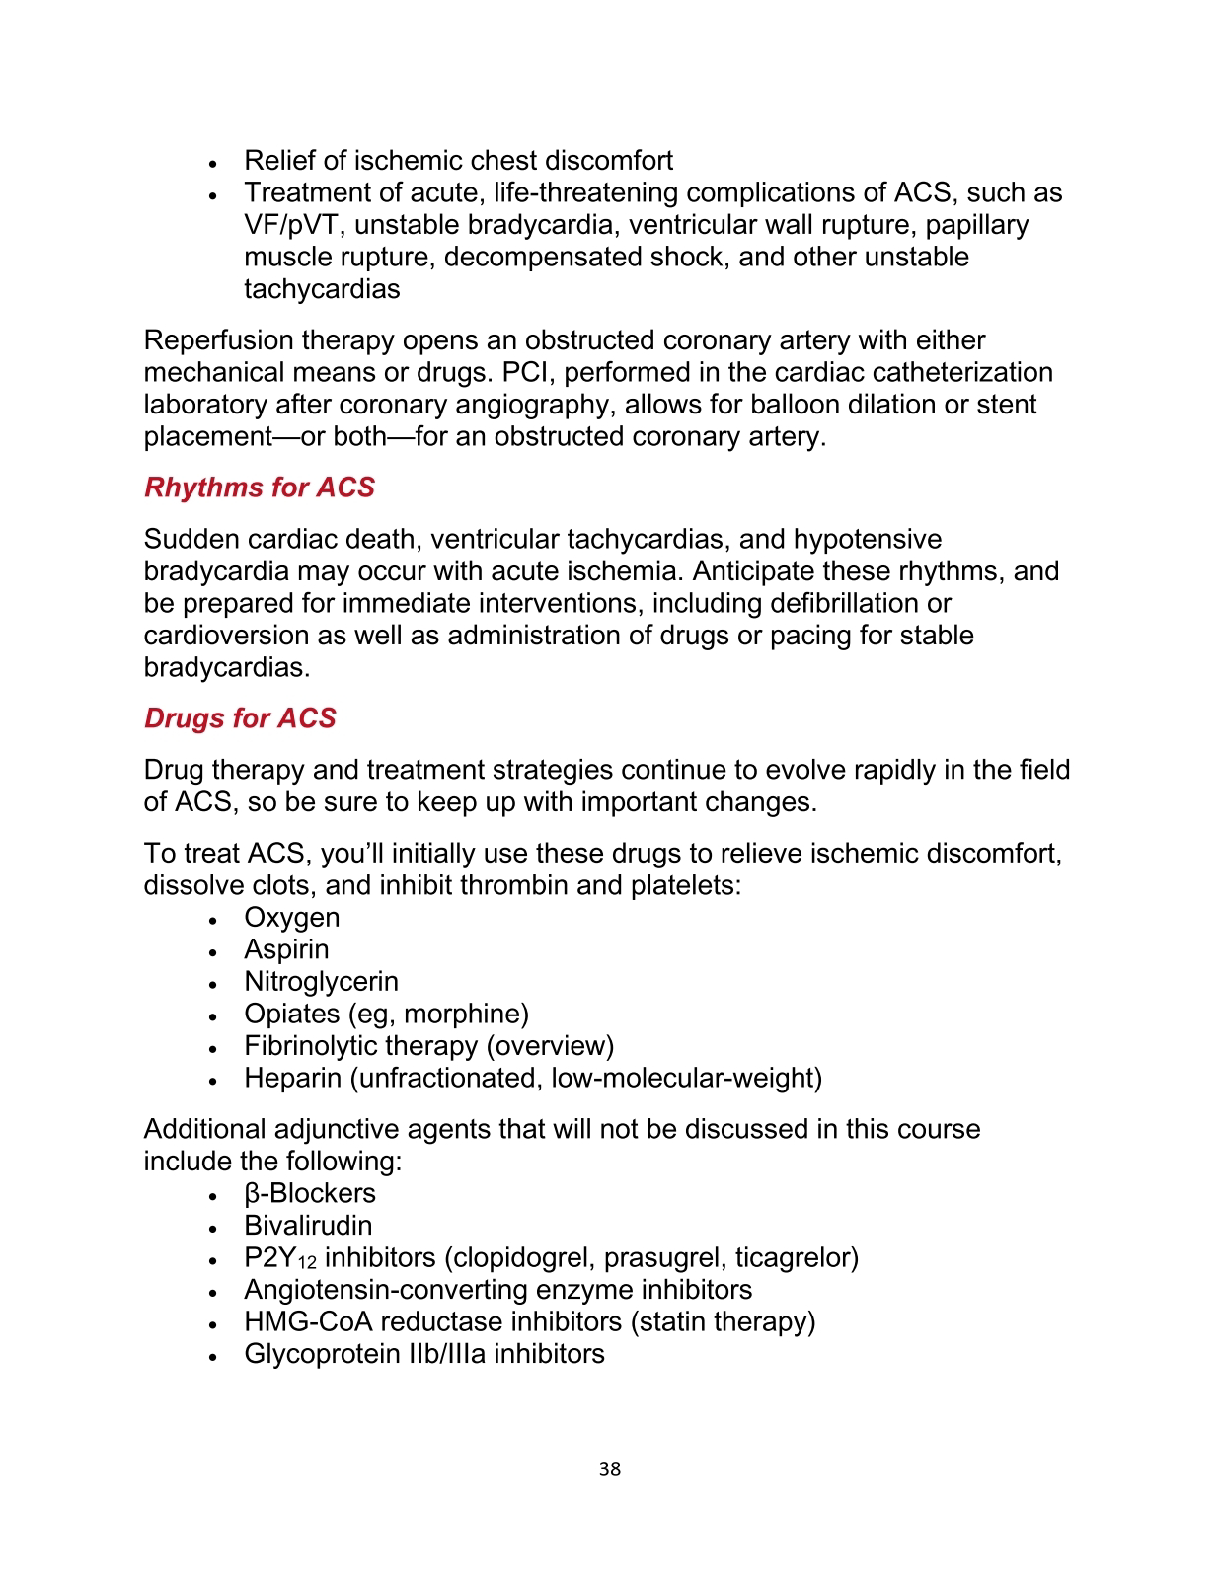 • Relief of ischemic chest discomfort
• Treatment of acute, life-threatening complications of ACS, such as
VF/pVT, unstable bradycardia, ventricular wall rupture, papillary
muscle rupture, decompensated shock, and other unstable
tachycardias
Reperfusion therapy opens an obstructed coronary artery with either
mechanical means or drugs. PCI, performed in the cardiac catheterization
laboratory after coronary angiography, allows for balloon dilation or stent
placement—or both—for an obstructed coronary artery.
Rhythms for ACS
Sudden cardiac death, ventricular tachycardias, and hypotensive
bradycardia may occur with acute ischemia. Anticipate these rhythms, and
be prepared for immediate interventions, including defibrillation or
cardioversion as well as administration of drugs or pacing for stable
bradycardias.
Drugs for ACS
Drug therapy and treatment strategies continue to evolve rapidly in the field
of ACS, so be sure to keep up with important changes.
To treat ACS, you’ll initially use these drugs to relieve ischemic discomfort,
dissolve clots, and inhibit thrombin and platelets:
• Oxygen
• Aspirin
• Nitroglycerin
• Opiates (eg, morphine)
• Fibrinolytic therapy (overview)
• Heparin (unfractionated, low-molecular-weight)
Additional adjunctive agents that will not be discussed in this course
include the following:
• β-Blockers
• Bivalirudin
• P2Y₁₂ inhibitors (clopidogrel, prasugrel, ticagrelor)
• Angiotensin-converting enzyme inhibitors
• HMG-CoA reductase inhibitors (statin therapy)
• Glycoprotein IIb/IIIa inhibitors
38